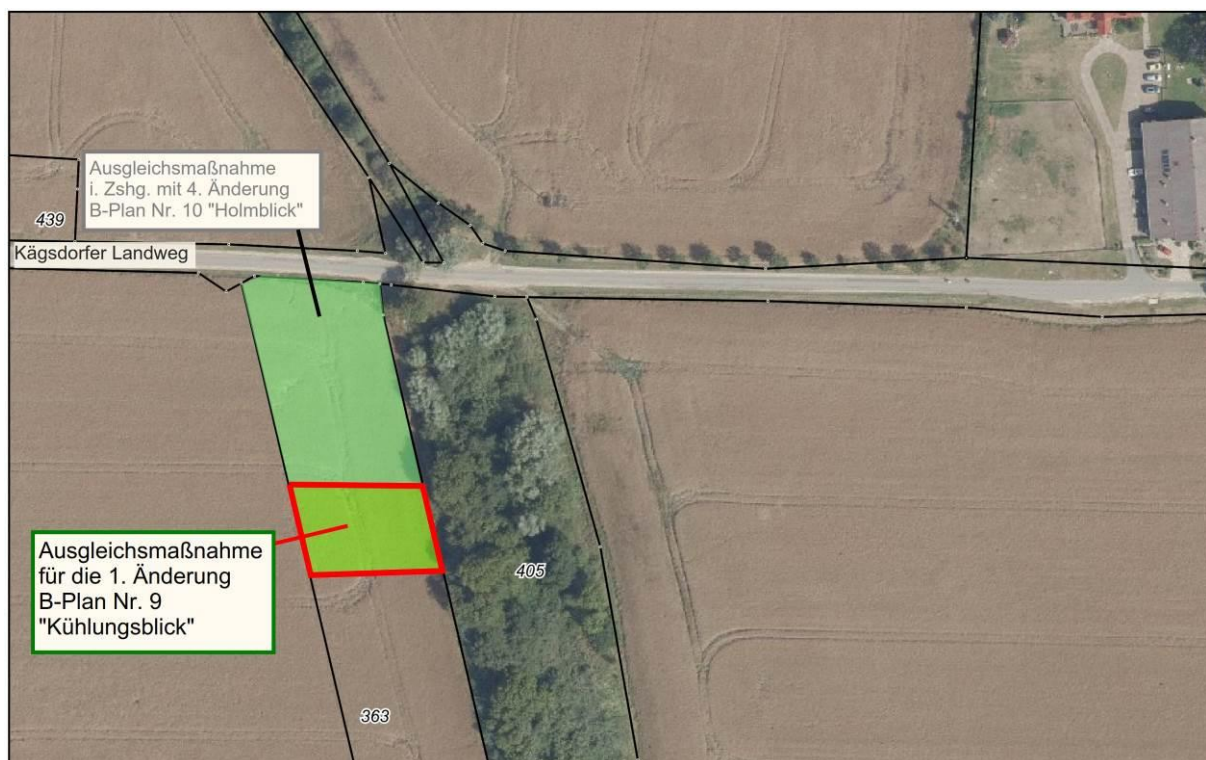 Ausgleichsmaßnahme
i. Zshg. mit 4. Änderung
B-Plan Nr. 10 "Holmblick"
439
Kägsdorfer Landweg
Ausgleichsmaßnahme
für die 1. Änderung
B-Plan Nr. 9
"Kühlungsblick"
405
363